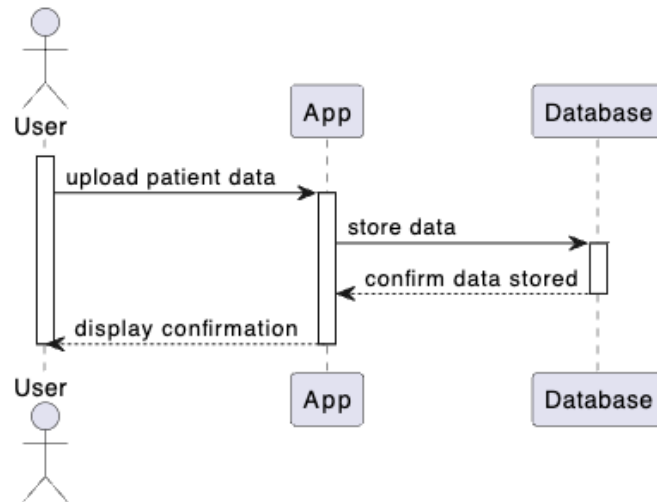 User
App
Database
upload patient data
store data
confirm data stored
display confirmation
User
App
Database